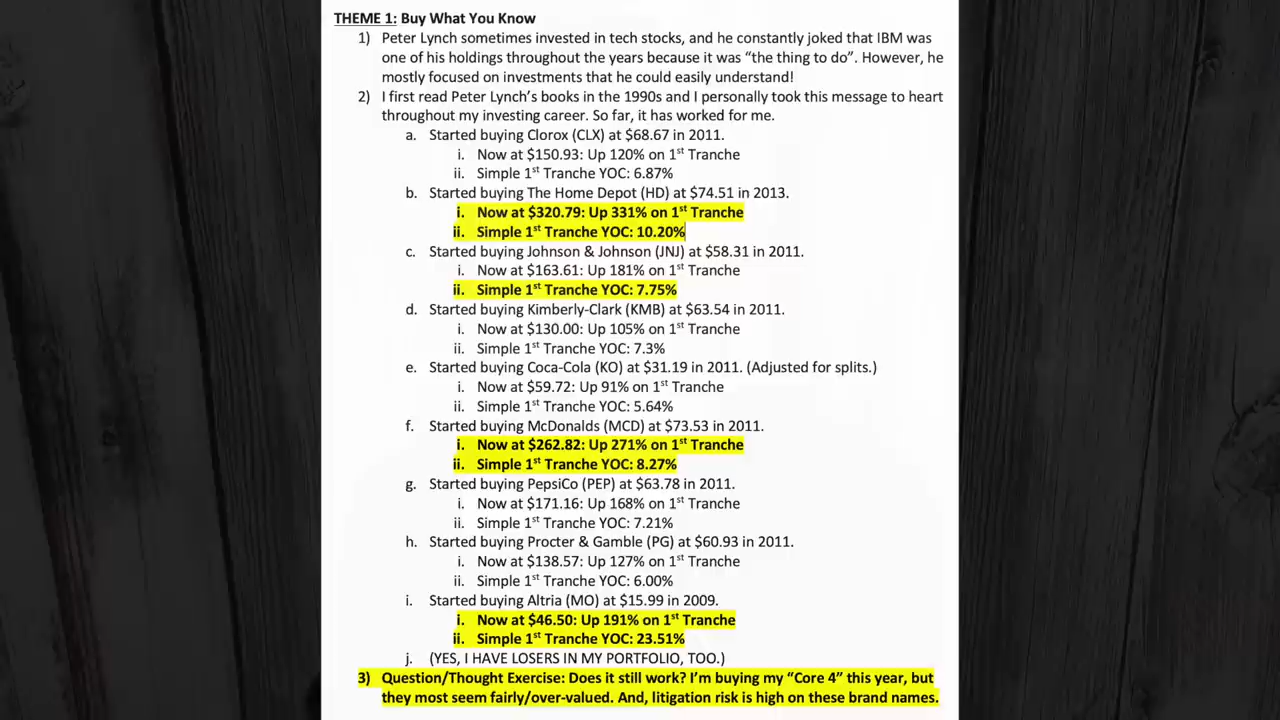 THEME 1: Buy What You Know
1) Peter Lynch sometimes invested in tech stocks, and he constantly joked that IBM was
one of his holdings throughout the years because it was “the thing to do”. However, he
mostly focused on investments that he could easily understand!
2) I first read Peter Lynch’s books in the 1990s and I personally took this message to heart
throughout my investing career. So far, it has worked for me.
a. Started buying Clorox (CLX) at $68.67 in 2011.
i. Now at $150.93: Up 120% on 1st Tranche
ii. Simple 1st Tranche YOC: 6.87%
b. Started buying The Home Depot (HD) at $74.51 in 2013.
i. Now at $320.79: Up 331% on 1st Tranche
ii. Simple 1st Tranche YOC: 10.20%
c. Started buying Johnson & Johnson (JNJ) at $58.31 in 2011.
i. Now at $163.61: Up 181% on 1st Tranche
ii. Simple 1st Tranche YOC: 7.75%
d. Started buying Kimberly-Clark (KMB) at $63.54 in 2011.
i. Now at $130.00: Up 105% on 1st Tranche
ii. Simple 1st Tranche YOC: 7.3%
e. Started buying Coca-Cola (KO) at $31.19 in 2011. (Adjusted for splits.)
i. Now at $59.72: Up 91% on 1st Tranche
ii. Simple 1st Tranche YOC: 5.64%
f. Started buying McDonalds (MCD) at $73.53 in 2011.
i. Now at $262.82: Up 271% on 1st Tranche
ii. Simple 1st Tranche YOC: 8.27%
g. Started buying PepsiCo (PEP) at $63.78 in 2011.
i. Now at $171.16: Up 168% on 1st Tranche
ii. Simple 1st Tranche YOC: 7.21%
h. Started buying Procter & Gamble (PG) at $60.93 in 2011.
i. Now at $138.57: Up 127% on 1st Tranche
ii. Simple 1st Tranche YOC: 6.00%
i. Started buying Altria (MO) at $15.99 in 2009.
i. Now at $46.50: Up 191% on 1st Tranche
ii. Simple 1st Tranche YOC: 23.51%
j. (YES, I HAVE LOSERS IN MY PORTFOLIO, TOO.)
3) Question/Thought Exercise: Does it still work? I’m buying my “Core 4” this year, but
they most seem fairly/over-valued. And, litigation risk is high on these brand names.